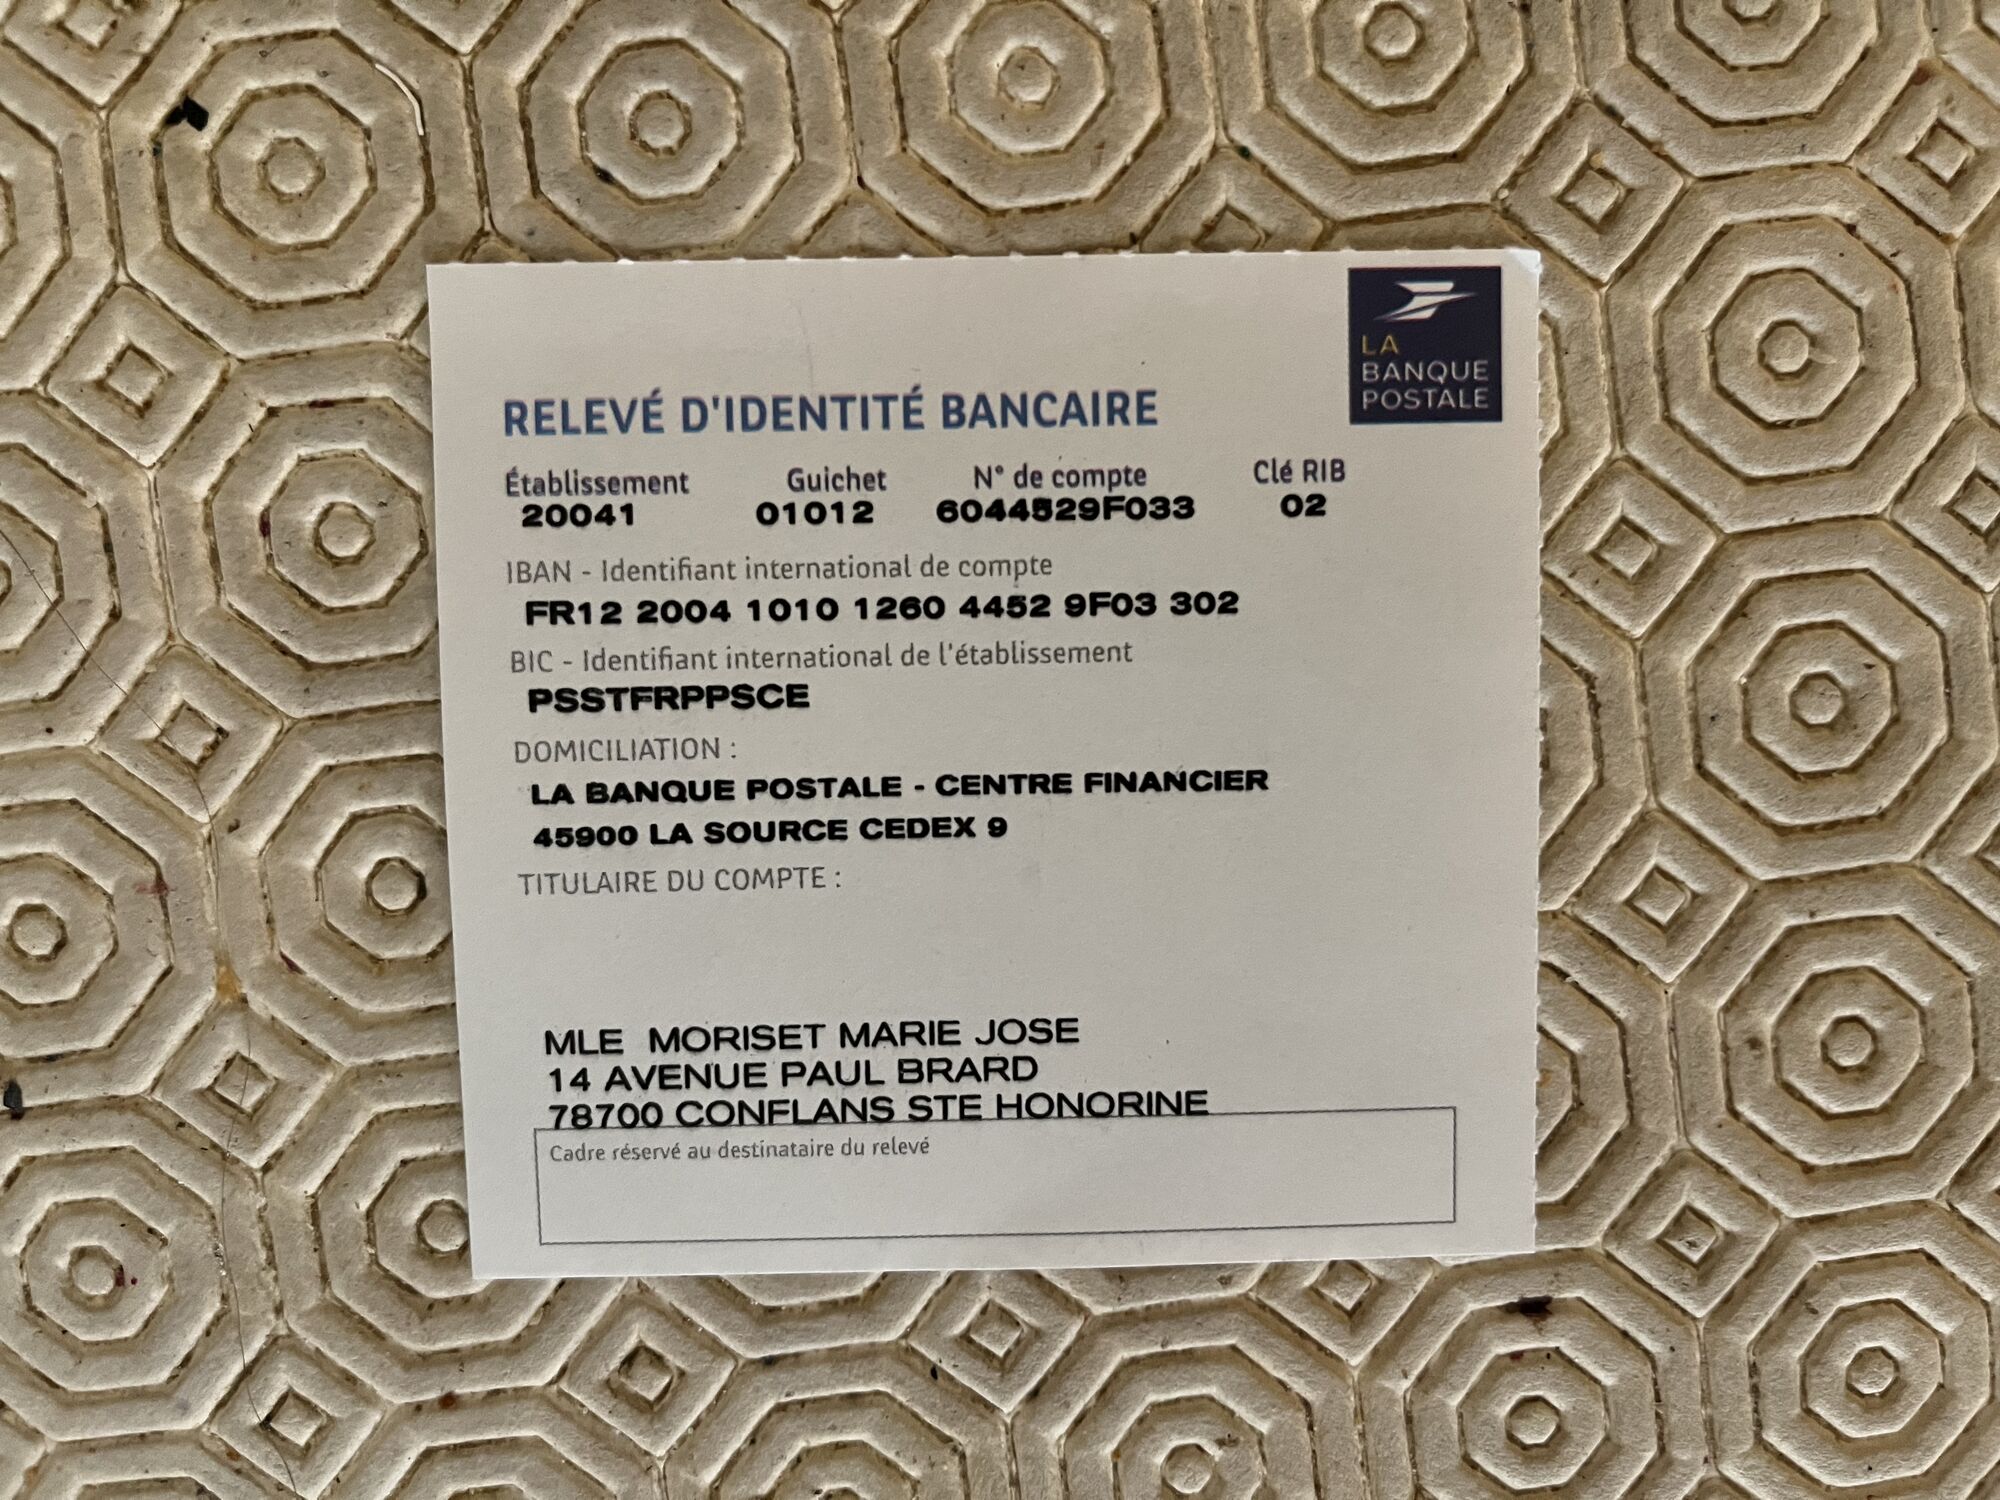 LA
BANQUE
POSTALE
RELEVÉ D'IDENTITÉ BANCAIRE
Établissement Guichet N° de compte Clé RIB
20041 01012 6044529F033 02
IBAN - Identifiant international de compte
FR12 2004 1010 1260 4452 9F03 302
BIC - Identifiant international de l'établissement
PSSTFRPPSCE
DOMICILIATION :
LA BANQUE POSTALE - CENTRE FINANCIER
45900 LA SOURCE CEDEX 9
TITULAIRE DU COMPTE :
MLE MORISET MARIE JOSE
14 AVENUE PAUL BRARD
78700 CONFLANS STE HONORINE
Cadre réservé au destinataire du relevé